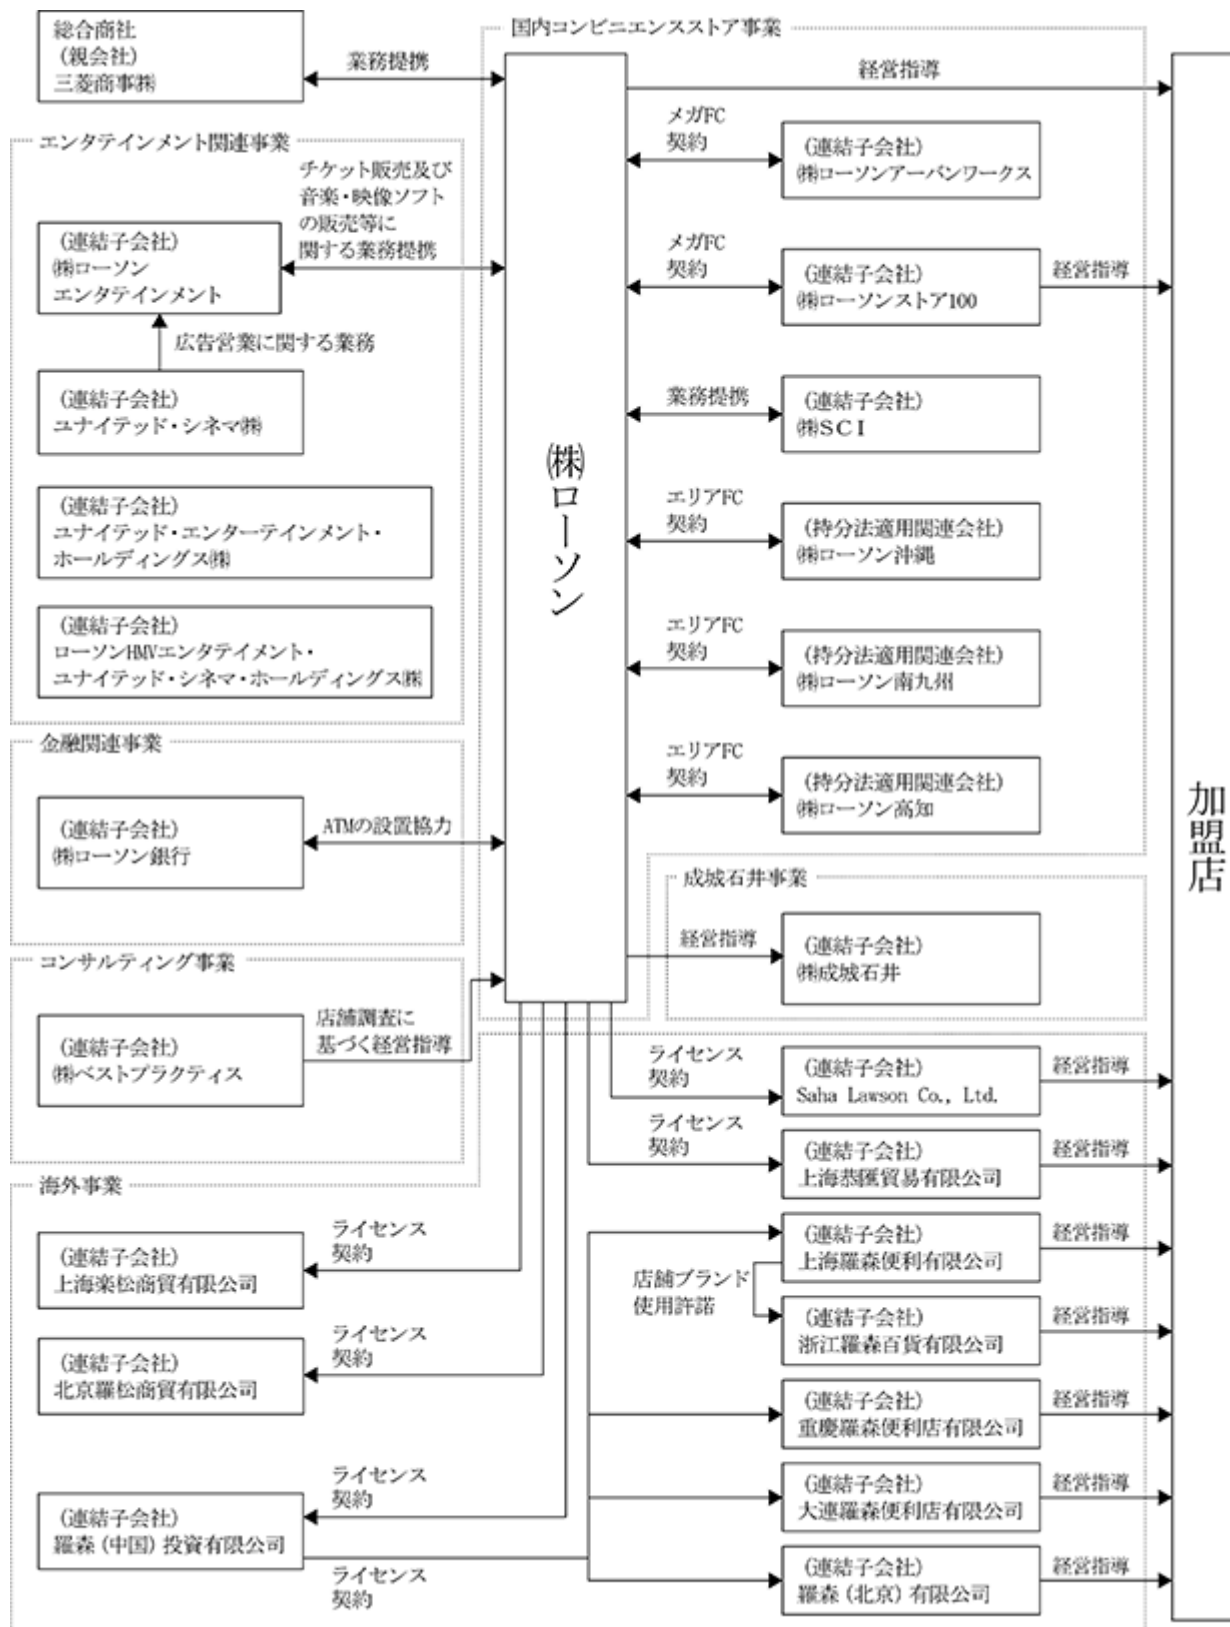 総合商社
(親会社)
三菱商事㈱
業務提携
国内コンビニエンスストア事業
㈱ローソン
経営指導
加盟店
メガFC
契約
(連結子会社)
㈱ローソンアーバンワークス
メガFC
契約
(連結子会社)
㈱ローソンストア100
経営指導
業務提携
(連結子会社)
㈱SCI
エリアFC
契約
(持分法適用関連会社)
㈱ローソン沖縄
エリアFC
契約
(持分法適用関連会社)
㈱ローソン南九州
エリアFC
契約
(持分法適用関連会社)
㈱ローソン高知
エンタテインメント関連事業
チケット販売及び
音楽・映像ソフト
の販売等に
関する業務提携
(連結子会社)
㈱ローソン
エンタテインメント
広告営業に関する業務
(連結子会社)
ユナイテッド・シネマ㈱
(連結子会社)
ユナイテッド・エンターテインメント・
ホールディングス㈱
(連結子会社)
ローソンHMVエンタテイメント・
ユナイテッド・シネマ・ホールディングス㈱
金融関連事業
(連結子会社)
㈱ローソン銀行
ATMの設置協力
成城石井事業
経営指導
(連結子会社)
㈱成城石井
コンサルティング事業
店舗調査に
基づく経営指導
(連結子会社)
㈱ベストプラクティス
海外事業
ライセンス
契約
(連結子会社)
Saha Lawson Co., Ltd.
経営指導
ライセンス
契約
(連結子会社)
上海恭匯貿易有限公司
経営指導
ライセンス
契約
(連結子会社)
上海楽松商貿有限公司
(連結子会社)
上海羅森便利有限公司
経営指導
店舗ブランド
使用許諾
(連結子会社)
浙江羅森百貨有限公司
経営指導
ライセンス
契約
(連結子会社)
北京羅松商貿有限公司
(連結子会社)
重慶羅森便利店有限公司
経営指導
ライセンス
契約
(連結子会社)
羅森(中国)投資有限公司
ライセンス
契約
(連結子会社)
大連羅森便利店有限公司
経営指導
(連結子会社)
羅森(北京)有限公司
経営指導